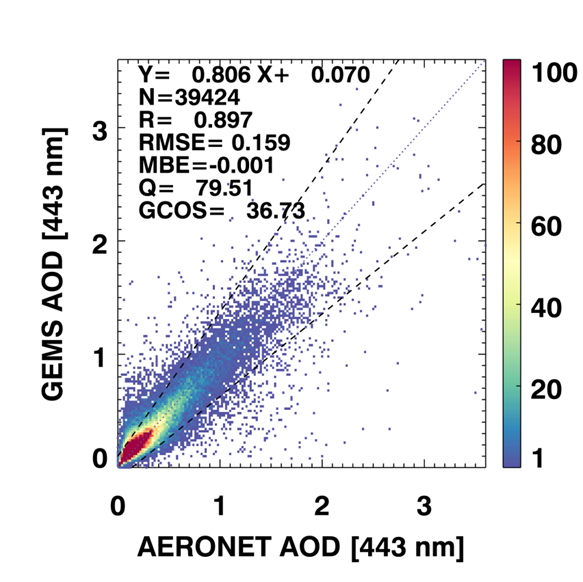 Y= 0.806 X+ 0.070
N=39424
R= 0.897
RMSE= 0.159
MBE=-0.001
Q= 79.51
GCOS= 36.73
3
2
1
0
GEMS AOD [443 nm]
0 1 2 3
AERONET AOD [443 nm]
100
80
60
40
20
1